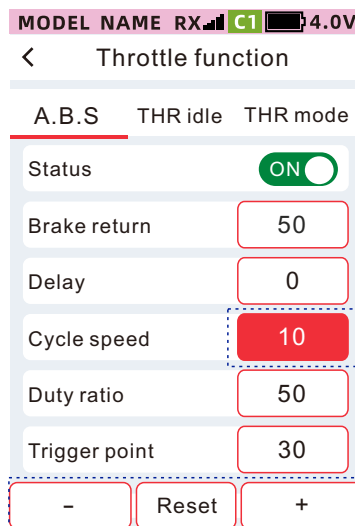 MODEL NAME RX C1 4.0V
< Throttle function
A.B.S THR idle THR mode
Status ON
Brake return 50
Delay 0
Cycle speed 10
Duty ratio 50
Trigger point 30
- Reset +